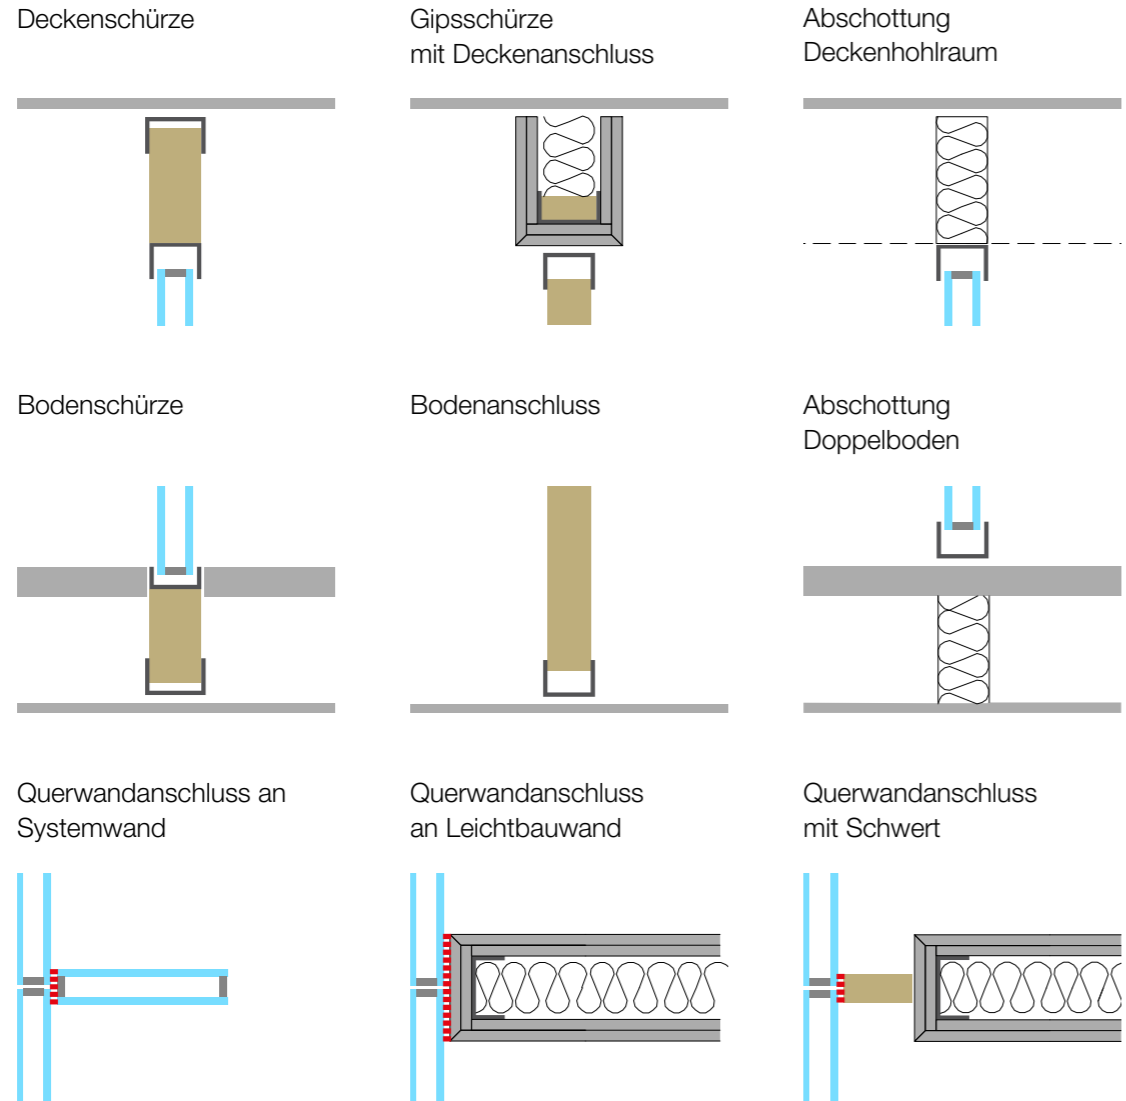 Deckenschürze
Gipsschürze
mit Deckenanschluss
Abschottung
Deckenhohlraum
Bodenschürze
Bodenanschluss
Abschottung
Doppelboden
Querwandanschluss an
Systemwand
Querwandanschluss
an Leichtbauwand
Querwandanschluss
mit Schwert